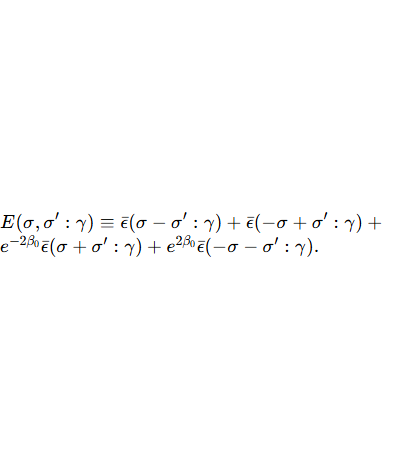 E(σ, σ′ : γ) ≡ ϵ̄(σ − σ′ : γ) + ϵ̄(−σ + σ′ : γ) +
e^{−2β₀}ϵ̄(σ + σ′ : γ) + e^{2β₀}ϵ̄(−σ − σ′ : γ).